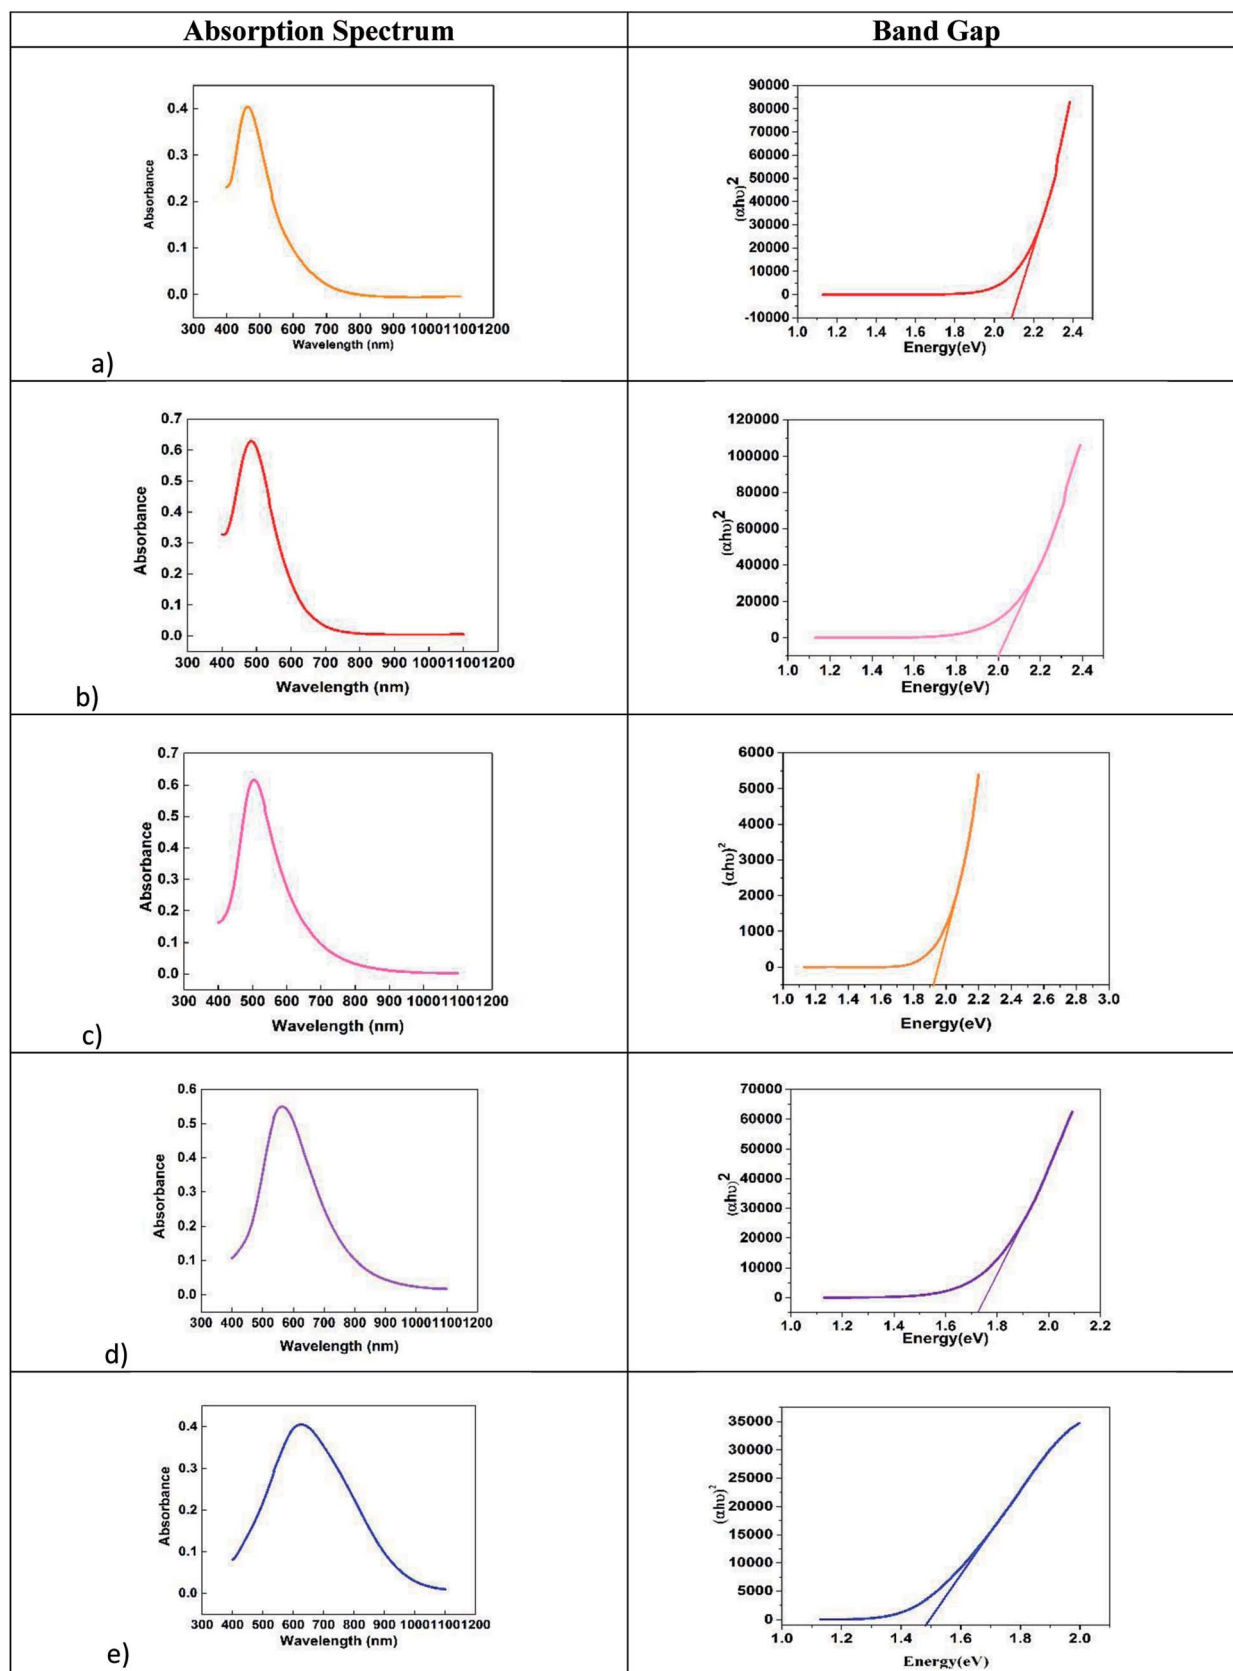 Absorption Spectrum
Band Gap
0.4
0.3
0.2
0.1
0.0
Absorbance
300 400 500 600 700 800 900 1000 1100 1200
Wavelength (nm)
a)
90000
80000
70000
60000
50000
40000
30000
20000
10000
0
-10000
(αhυ)2
1.0 1.2 1.4 1.6 1.8 2.0 2.2 2.4
Energy(eV)
0.7
0.6
0.5
0.4
0.3
0.2
0.1
0.0
Absorbance
300 400 500 600 700 800 900 1000 1100 1200
Wavelength (nm)
b)
120000
100000
80000
60000
40000
20000
0
(αhυ)2
1.0 1.2 1.4 1.6 1.8 2.0 2.2 2.4
Energy(eV)
0.7
0.6
0.5
0.4
0.3
0.2
0.1
0.0
Absorbance
300 400 500 600 700 800 900 1000 1100 1200
Wavelength (nm)
c)
6000
5000
4000
3000
2000
1000
0
(αhυ)2
1.0 1.2 1.4 1.6 1.8 2.0 2.2 2.4 2.6 2.8 3.0
Energy(eV)
0.6
0.5
0.4
0.3
0.2
0.1
0.0
Absorbance
300 400 500 600 700 800 900 1000 1100 1200
Wavelength (nm)
d)
70000
60000
50000
40000
30000
20000
10000
0
(αhυ)2
1.0 1.2 1.4 1.6 1.8 2.0 2.2
Energy(eV)
0.4
0.3
0.2
0.1
0.0
Absorbance
300 400 500 600 700 800 900 1000 1100 1200
Wavelength (nm)
e)
35000
30000
25000
20000
15000
10000
5000
0
(αhυ)2
1.0 1.2 1.4 1.6 1.8 2.0
Energy(eV)